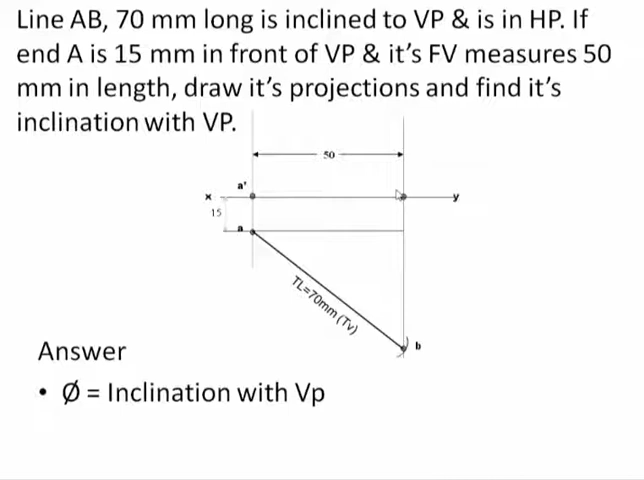 Line AB, 70 mm long is inclined to VP & is in HP. If
end A is 15 mm in front of VP & it’s FV measures 50
mm in length, draw it’s projections and find it’s
inclination with VP.
50
a'
x
y
15
a
TL=70mm (Tv)
b
Answer
• Ø = Inclination with Vp